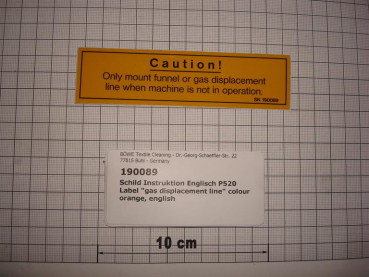 Caution!
Only mount funnel or gas displacement
line when machine is not in operation.
SN 190089
BÖWE Textile Cleaning - Dr.-Georg-Schaeffler-Str. 22
77815 Bühl - Germany
190089
Schild Instruktion Englisch P520
Label "gas displacement line" colour
orange, english
10 cm